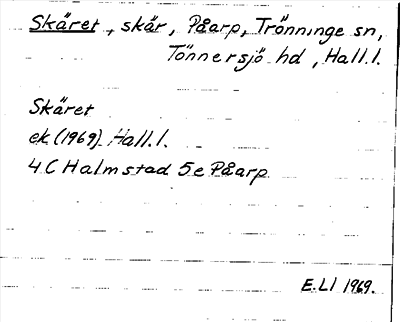 Skäret, skär, Påarp, Trönninge sn,
Tönnersjö hd, Hall.l.
Skäret
ek (1969) Hall.l.
4 C Halmstad 5e Påarp
E.Ll 1969.